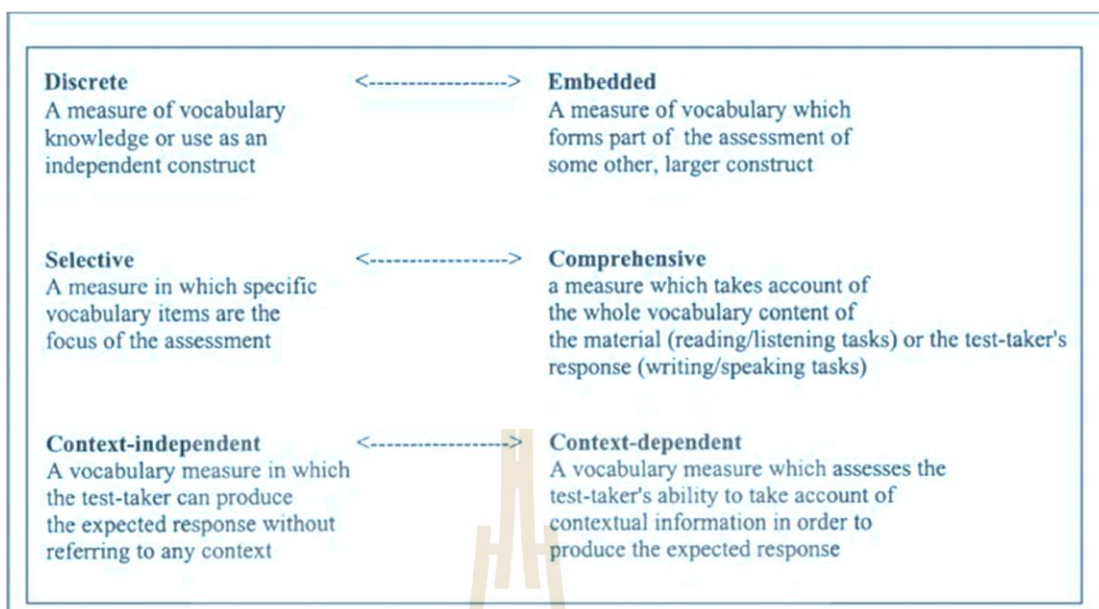 Discrete <--------------------> Embedded
A measure of vocabulary
knowledge or use as an
independent construct
A measure of vocabulary which
forms part of the assessment of
some other, larger construct
Selective <--------------------> Comprehensive
A measure in which specific
vocabulary items are the
focus of the assessment
a measure which takes account of
the whole vocabulary content of
the material (reading/listening tasks) or the test-taker's
response (writing/speaking tasks)
Context-independent <--------------------> Context-dependent
A vocabulary measure in which
the test-taker can produce
the expected response without
referring to any context
A vocabulary measure which assesses the
test-taker's ability to take account of
contextual information in order to
produce the expected response